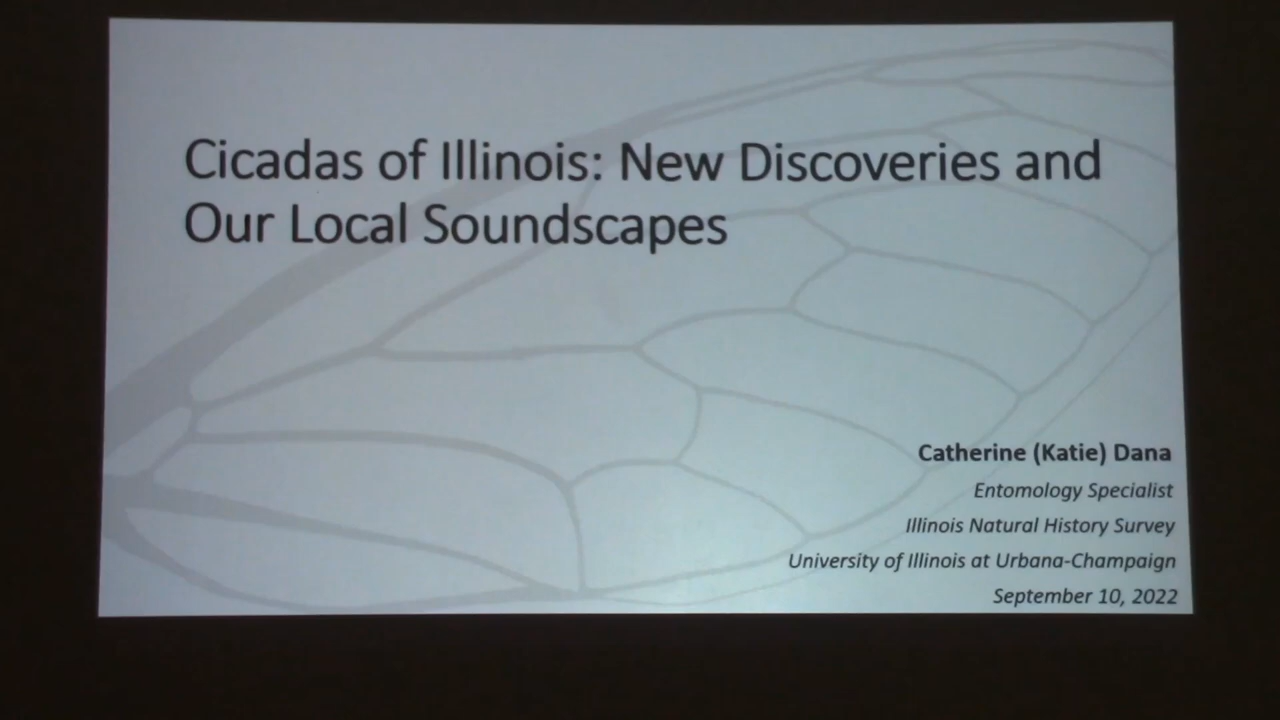 Cicadas of Illinois: New Discoveries and
Our Local Soundscapes
Catherine (Katie) Dana
Entomology Specialist
Illinois Natural History Survey
University of Illinois at Urbana-Champaign
September 10, 2022